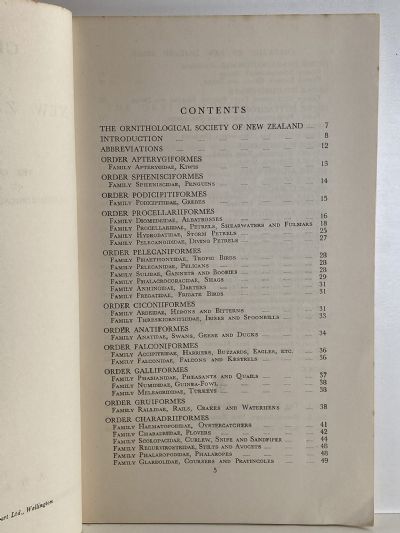 CONTENTS
THE ORNITHOLOGICAL SOCIETY OF NEW ZEALAND 7
INTRODUCTION 8
ABBREVIATIONS 12
ORDER APTERYGIFORMES
FAMILY APTERYGIDAE, KIWIS 13
ORDER SPHENISCIFORMES
FAMILY SPHENISCIDAE, PENGUINS 14
ORDER PODICIPITIFORMES
FAMILY PODICIPITIDAE, GREBES 15
ORDER PROCELLARIIFORMES
FAMILY DIOMEDEIDAE, ALBATROSSES 16
FAMILY PROCELLARIIDAE, PETRELS, SHEARWATERS AND FULMARS 18
FAMILY HYDROBATIDAE, STORM PETRELS 25
FAMILY PELECANOIDIDAE, DIVING PETRELS 27
ORDER PELECANIFORMES
FAMILY PHAETHONTIDAE, TROPIC BIRDS 28
FAMILY PELECANIDAE, PELICANS 28
FAMILY SULIDAE, GANNETS AND BOOBIES 28
FAMILY PHALACROCORACIDAE, SHAGS 29
FAMILY ANHINGIDAE, DARTERS 31
FAMILY FREGATIDAE, FRIGATE BIRDS 31
ORDER CICONIIFORMES
FAMILY ARDEIDAE, HERONS AND BITTERNS 31
FAMILY THRESKIORNITHIDAE, IBISES AND SPOONBILLS 33
ORDER ANATIFORMES
FAMILY ANATIDAE, SWANS, GEESE AND DUCKS 34
ORDER FALCONIFORMES
FAMILY ACCIPITRIDAE, HARRIERS, BUZZARDS, EAGLES, ETC. 36
FAMILY FALCONIDAE, FALCONS AND KESTRELS 36
ORDER GALLIFORMES
FAMILY PHASIANIDAE, PHEASANTS AND QUAILS 37
FAMILY NUMIDIDAE, GUINEA-FOWL 38
FAMILY MELEAGRIDIDAE, TURKEYS 38
ORDER GRUIFORMES
FAMILY RALLIDAE, RAILS, CRAKES AND WATERHENS 38
ORDER CHARADRIIFORMES
FAMILY HAEMATOPODIDAE, OYSTERCATCHERS 41
FAMILY CHARADRIIDAE, PLOVERS 42
FAMILY SCOLOPACIDAE, CURLEW, SNIPE AND SANDPIPER 44
FAMILY RECURVIROSTRIDAE, STILTS AND AVOCETS 48
FAMILY PHALAROPODIDAE, PHALAROPES 48
FAMILY GLAREOLIDAE, COURSERS AND PRATINCOLES 49
5
Ltd., Wellington